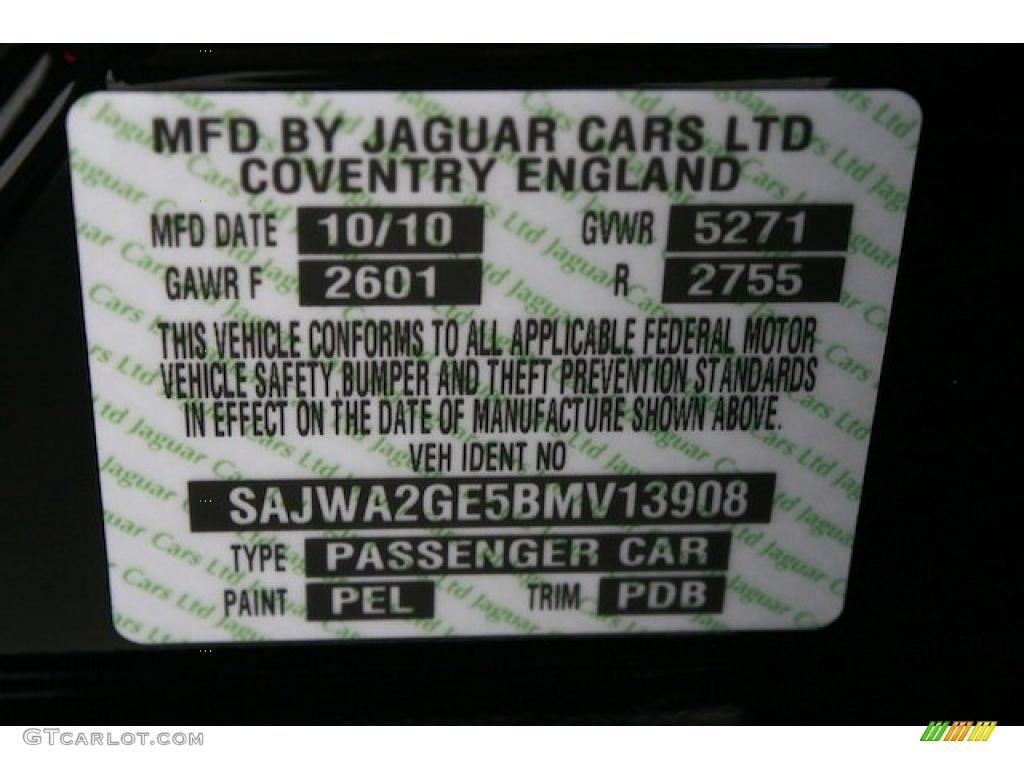 MFD BY JAGUAR CARS LTD
COVENTRY ENGLAND
MFD DATE 10/10 GVWR 5271
GAWR F 2601 R 2755
THIS VEHICLE CONFORMS TO ALL APPLICABLE FEDERAL MOTOR
VEHICLE SAFETY,BUMPER AND THEFT PREVENTION STANDARDS
IN EFFECT ON THE DATE OF MANUFACTURE SHOWN ABOVE.
VEH IDENT NO
SAJWA2GE5BMV13908
TYPE PASSENGER CAR
PAINT PEL TRIM PDB
GTCARLOT.COM